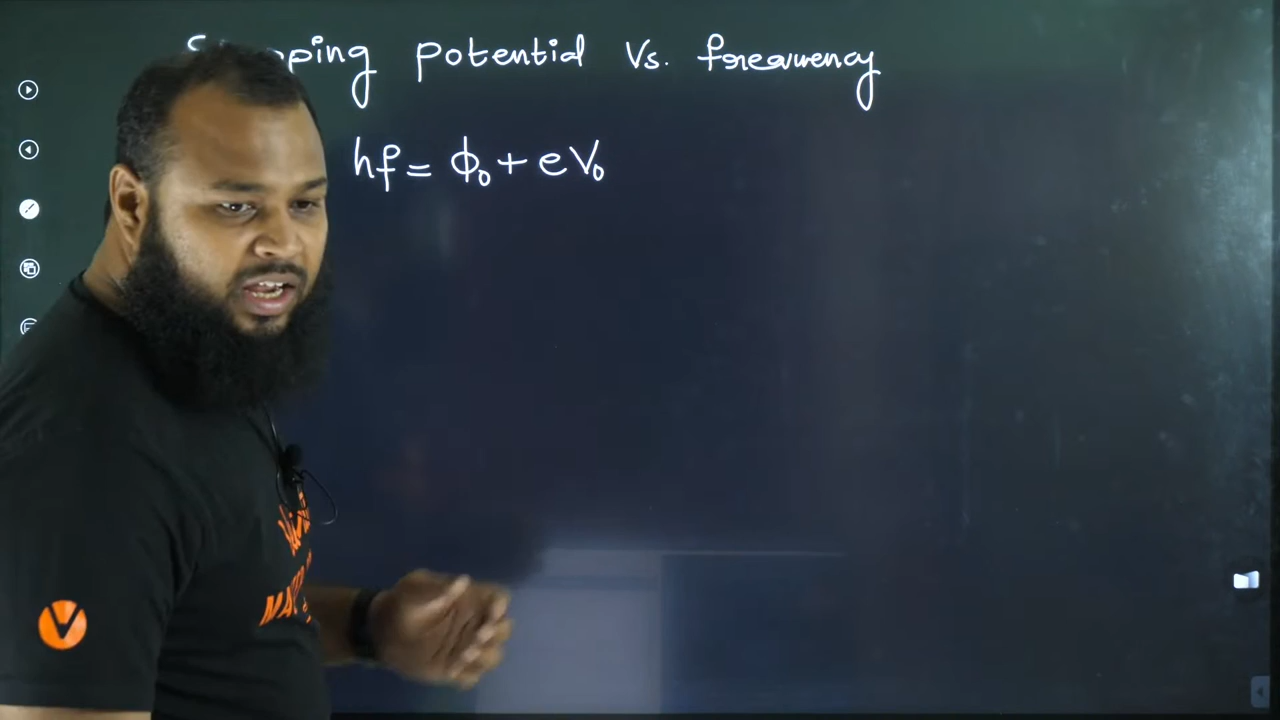 potential Vs. frequency
hf = ϕ₀ + eV₀
V